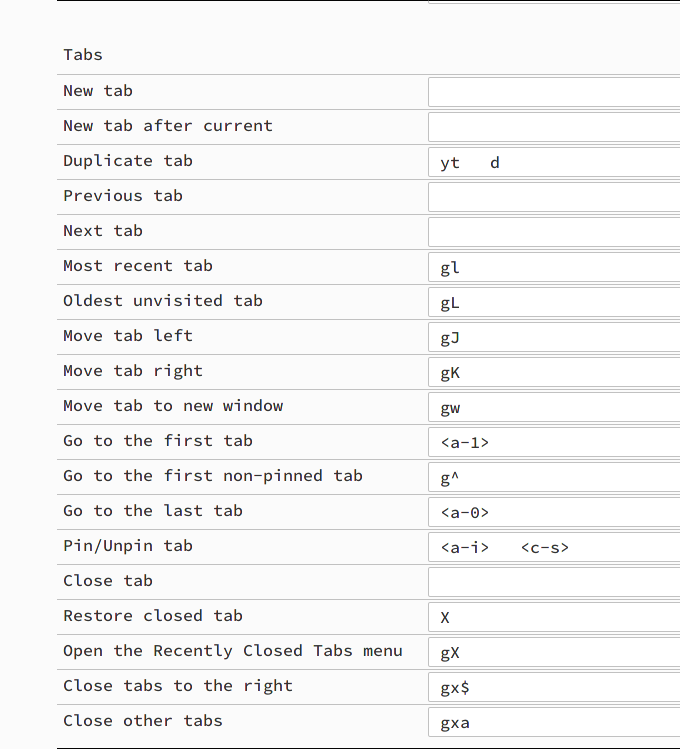 Tabs
New tab
New tab after current
Duplicate tab yt d
Previous tab
Next tab
Most recent tab gl
Oldest unvisited tab gL
Move tab left gJ
Move tab right gK
Move tab to new window gw
Go to the first tab <a-1>
Go to the first non-pinned tab g^
Go to the last tab <a-0>
Pin/Unpin tab <a-i> <c-s>
Close tab
Restore closed tab X
Open the Recently Closed Tabs menu gX
Close tabs to the right gx$
Close other tabs gxa